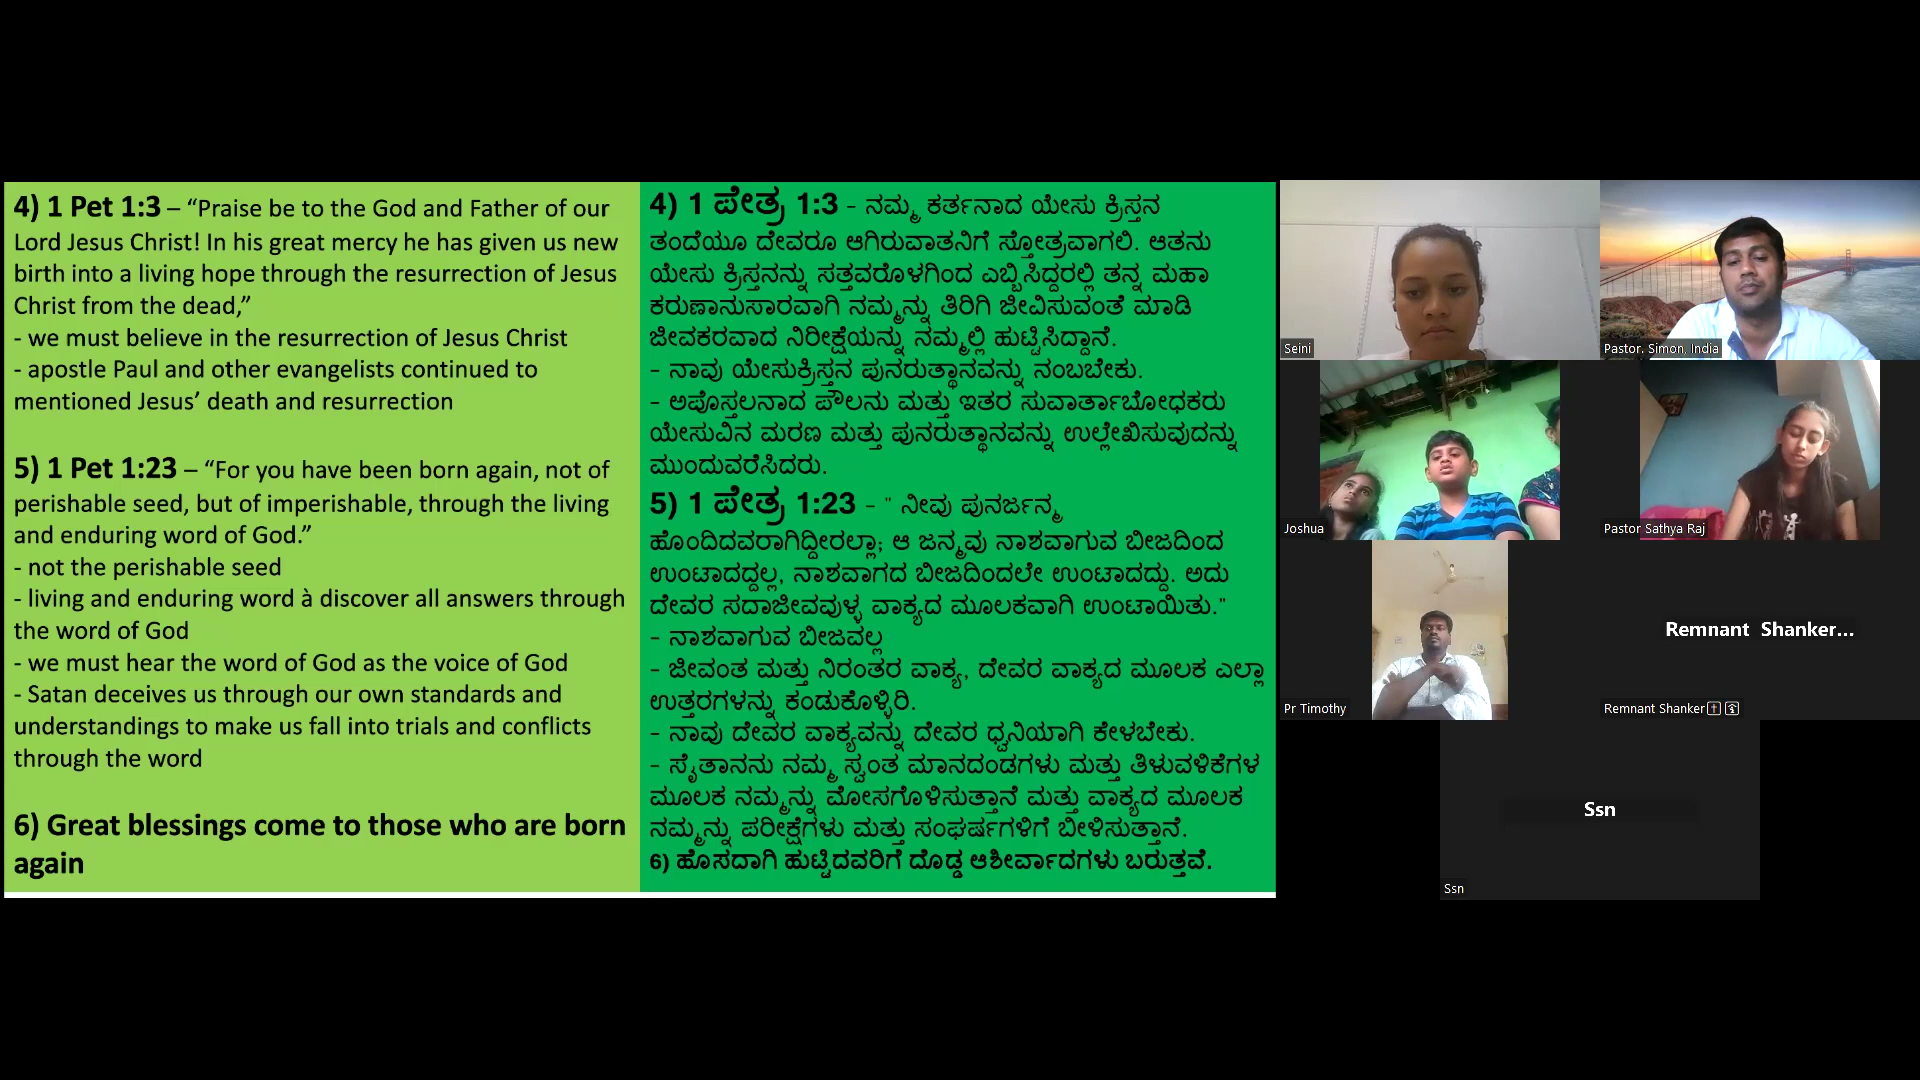 4) 1 Pet 1:3 – “Praise be to the God and Father of our
Lord Jesus Christ! In his great mercy he has given us new
birth into a living hope through the resurrection of Jesus
Christ from the dead,”
- we must believe in the resurrection of Jesus Christ
- apostle Paul and other evangelists continued to
mentioned Jesus’ death and resurrection
5) 1 Pet 1:23 – “For you have been born again, not of
perishable seed, but of imperishable, through the living
and enduring word of God.”
- not the perishable seed
- living and enduring word à discover all answers through
the word of God
- we must hear the word of God as the voice of God
- Satan deceives us through our own standards and
understandings to make us fall into trials and conflicts
through the word
6) Great blessings come to those who are born
again
4) 1 ಪೇತ್ರ 1:3 - ನಮ್ಮ ಕರ್ತನಾದ ಯೇಸು ಕ್ರಿಸ್ತನ
ತಂದೆಯೂ ದೇವರೂ ಆಗಿರುವಾತನಿಗೆ ಸ್ತೋತ್ರವಾಗಲಿ. ಆತನು
ಯೇಸು ಕ್ರಿಸ್ತನನ್ನು ಸತ್ತವರೊಳಗಿಂದ ಎಬ್ಬಿಸಿದ್ದರಲ್ಲಿ ತನ್ನ ಮಹಾ
ಕರುಣಾನುಸಾರವಾಗಿ ನಮ್ಮನ್ನು ತಿರಿಗಿ ಜೀವಿಸುವಂತೆ ಮಾಡಿ
ಜೀವಕರವಾದ ನಿರೀಕ್ಷೆಯನ್ನು ನಮ್ಮಲ್ಲಿ ಹುಟ್ಟಿಸಿದ್ದಾನೆ.
- ನಾವು ಯೇಸುಕ್ರಿಸ್ತನ ಪುನರುತ್ಥಾನವನ್ನು ನಂಬಬೇಕು.
- ಅಪೊಸ್ತಲನಾದ ಪೌಲನು ಮತ್ತು ಇತರ ಸುವಾರ್ತಾಬೋಧಕರು
ಯೇಸುವಿನ ಮರಣ ಮತ್ತು ಪುನರುತ್ಥಾನವನ್ನು ಉಲ್ಲೇಖಿಸುವುದನ್ನು
ಮುಂದುವರೆಸಿದರು.
5) 1 ಪೇತ್ರ 1:23 - " ನೀವು ಪುನರ್ಜನ್ಮ
ಹೊಂದಿದವರಾಗಿದ್ದೀರಲ್ಲಾ; ಆ ಜನ್ಮವು ನಾಶವಾಗುವ ಬೀಜದಿಂದ
ಉಂಟಾದದ್ದಲ್ಲ, ನಾಶವಾಗದ ಬೀಜದಿಂದಲೇ ಉಂಟಾದದ್ದು. ಅದು
ದೇವರ ಸದಾಜೀವವುಳ್ಳ ವಾಕ್ಯದ ಮೂಲಕವಾಗಿ ಉಂಟಾಯಿತು."
- ನಾಶವಾಗುವ ಬೀಜವಲ್ಲ
- ಜೀವಂತ ಮತ್ತು ನಿರಂತರ ವಾಕ್ಯ, ದೇವರ ವಾಕ್ಯದ ಮೂಲಕ ಎಲ್ಲಾ
ಉತ್ತರಗಳನ್ನು ಕಂಡುಕೊಳ್ಳಿರಿ.
- ನಾವು ದೇವರ ವಾಕ್ಯವನ್ನು ದೇವರ ಧ್ವನಿಯಾಗಿ ಕೇಳಬೇಕು.
- ಸೈತಾನನು ನಮ್ಮ ಸ್ವಂತ ಮಾನದಂಡಗಳು ಮತ್ತು ತಿಳುವಳಿಕೆಗಳ
ಮೂಲಕ ನಮ್ಮನ್ನು ಮೋಸಗೊಳಿಸುತ್ತಾನೆ ಮತ್ತು ವಾಕ್ಯದ ಮೂಲಕ
ನಮ್ಮನ್ನು ಪರೀಕ್ಷೆಗಳು ಮತ್ತು ಸಂಘರ್ಷಗಳಿಗೆ ಬೀಳಿಸುತ್ತಾನೆ.
6) ಹೊಸದಾಗಿ ಹುಟ್ಟಿದವರಿಗೆ ದೊಡ್ಡ ಆಶೀರ್ವಾದಗಳು ಬರುತ್ತವೆ.
Seini
Pastor. Simon, India
Joshua
Pastor Sathya Raj
Pr Timothy
Remnant Shanker...
Remnant Shanker
Ssn
Ssn